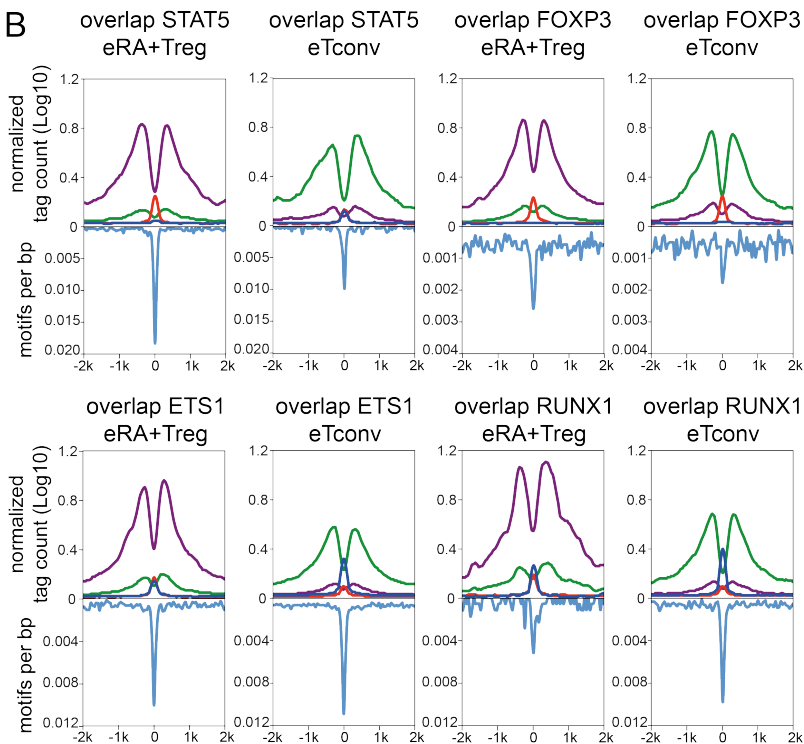 B
overlap STAT5
eRA+Treg
overlap STAT5
eTconv
overlap FOXP3
eRA+Treg
overlap FOXP3
eTconv
normalized
tag count (Log10)
1.2
0.8
0.4
0
1.2
0.8
0.4
0
1.2
0.8
0.4
0
1.2
0.8
0.4
0
motifs per bp
0.005
0.010
0.015
0.020
0.005
0.010
0.015
0.020
0.001
0.002
0.003
0.004
0.001
0.002
0.003
0.004
-2k -1k 0 1k 2k
-2k -1k 0 1k 2k
-2k -1k 0 1k 2k
-2k -1k 0 1k 2k
overlap ETS1
eRA+Treg
overlap ETS1
eTconv
overlap RUNX1
eRA+Treg
overlap RUNX1
eTconv
normalized
tag count (Log10)
1.2
0.8
0.4
0
1.2
0.8
0.4
0
1.2
0.8
0.4
0
1.2
0.8
0.4
0
motifs per bp
0.004
0.008
0.012
0.004
0.008
0.012
0.004
0.008
0.012
0.004
0.008
0.012
-2k -1k 0 1k 2k
-2k -1k 0 1k 2k
-2k -1k 0 1k 2k
-2k -1k 0 1k 2k